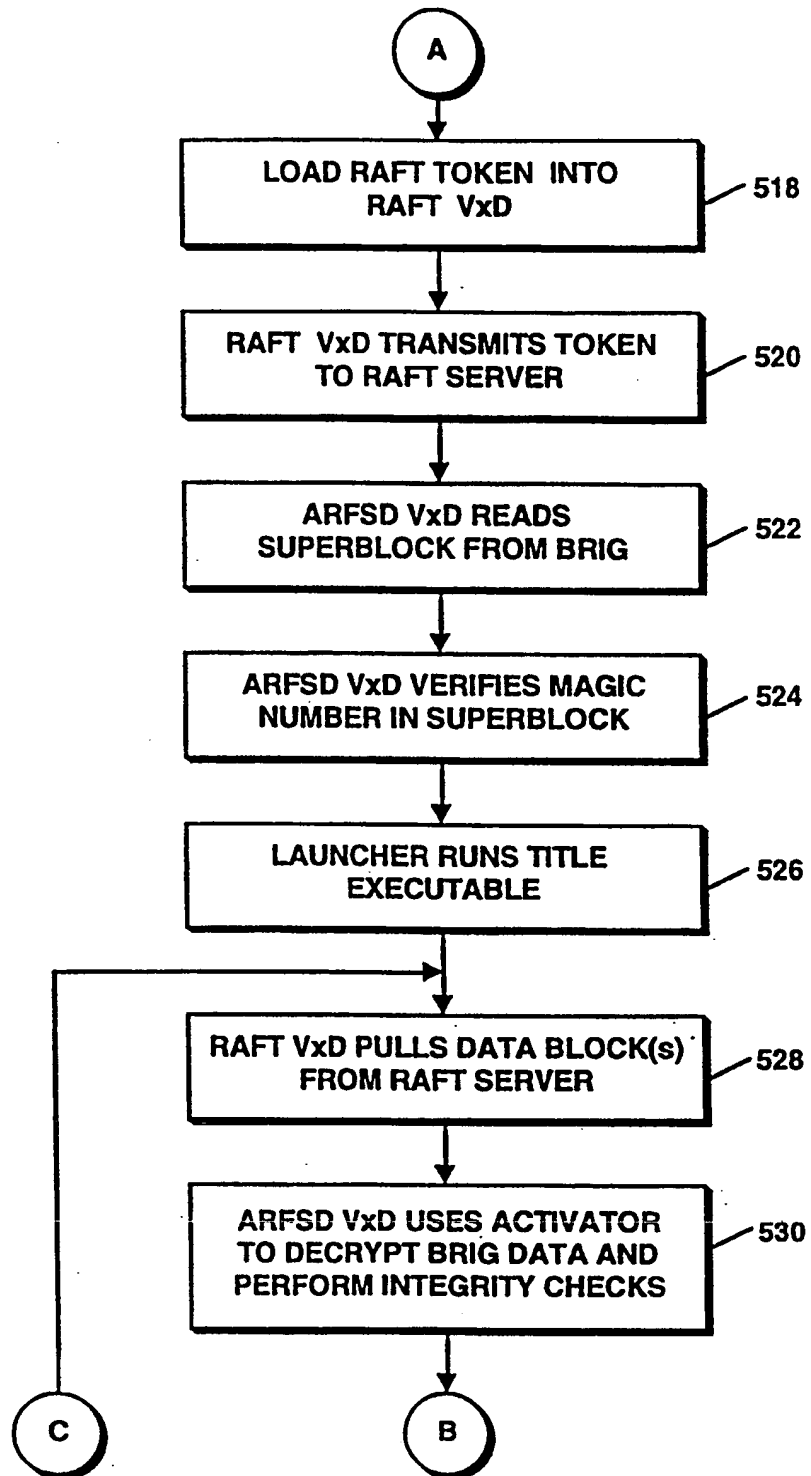 A
LOAD RAFT TOKEN INTO
RAFT VxD
518
RAFT VxD TRANSMITS TOKEN
TO RAFT SERVER
520
ARFSD VxD READS
SUPERBLOCK FROM BRIG
522
ARFSD VxD VERIFIES MAGIC
NUMBER IN SUPERBLOCK
524
LAUNCHER RUNS TITLE
EXECUTABLE
526
RAFT VxD PULLS DATA BLOCK(s)
FROM RAFT SERVER
528
ARFSD VxD USES ACTIVATOR
TO DECRYPT BRIG DATA AND
PERFORM INTEGRITY CHECKS
530
C
B